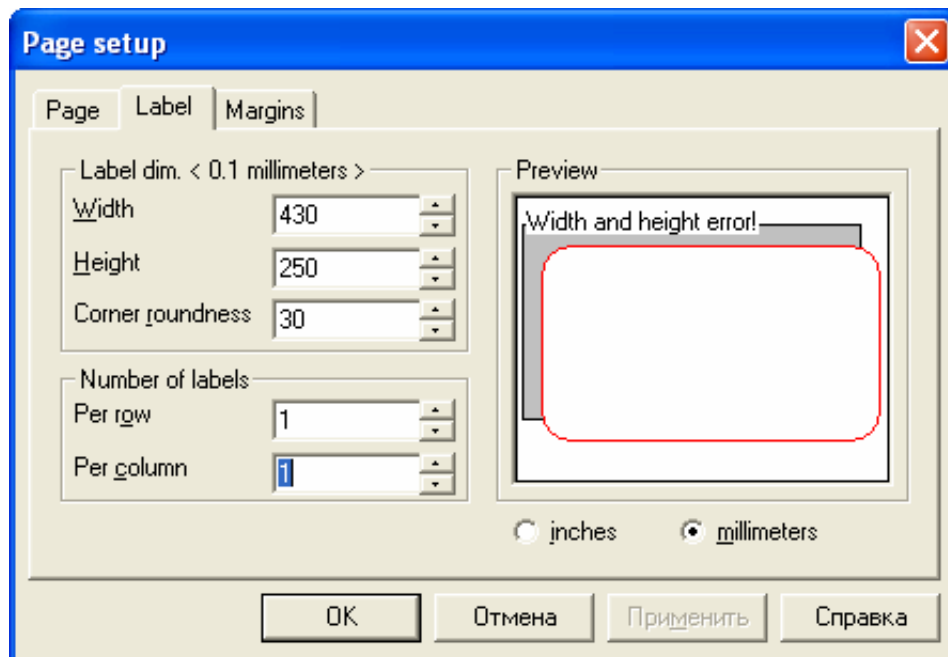 Page setup
Page
Label
Margins
Label dim. < 0.1 millimeters >
Width
430
Height
250
Corner roundness
30
Number of labels
Per row
1
Per column
1
Preview
Width and height error!
inches
millimeters
OK
Отмена
Применить
Справка